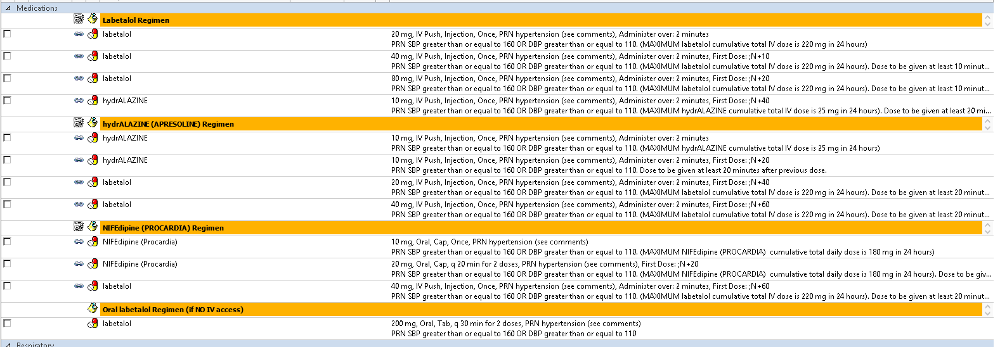 Medications
Labetalol Regimen
labetalol
20 mg, IV Push, Injection, Once, PRN hypertension (see comments), Administer over: 2 minutes
PRN SBP greater than or equal to 160 OR DBP greater than or equal to 110. (MAXIMUM labetalol cumulative total IV dose is 220 mg in 24 hours)
labetalol
40 mg, IV Push, Injection, Once, PRN hypertension (see comments), Administer over: 2 minutes, First Dose: ;N+10
PRN SBP greater than or equal to 160 OR DBP greater than or equal to 110. (MAXIMUM labetalol cumulative total IV dose is 220 mg in 24 hours). Dose to be given at least 10 minut...
labetalol
80 mg, IV Push, Injection, Once, PRN hypertension (see comments), Administer over: 2 minutes, First Dose: ;N+20
PRN SBP greater than or equal to 160 OR DBP greater than or equal to 110. (MAXIMUM labetalol cumulative total IV dose is 220 mg in 24 hours). Dose to be given at least 10 minut...
hydrALAZINE
10 mg, IV Push, Injection, Once, PRN hypertension (see comments), Administer over: 2 minutes, First Dose: ;N+40
PRN SBP greater than or equal to 160 OR DBP greater than or equal to 110. (MAXIMUM hydrALAZINE cumulative total IV dose is 25 mg in 24 hours). Dose to be given at least 20 mi...
hydrALAZINE (APRESOLINE) Regimen
hydrALAZINE
10 mg, IV Push, Injection, Once, PRN hypertension (see comments), Administer over: 2 minutes
PRN SBP greater than or equal to 160 OR DBP greater than or equal to 110. (MAXIMUM hydrALAZINE cumulative total IV dose is 25 mg in 24 hours)
hydrALAZINE
10 mg, IV Push, Injection, Once, PRN hypertension (see comments), Administer over: 2 minutes, First Dose: ;N+20
PRN SBP greater than or equal to 160 OR DBP greater than or equal to 110. Dose to be given at least 20 minutes after previous dose.
labetalol
20 mg, IV Push, Injection, Once, PRN hypertension (see comments), Administer over: 2 minutes, First Dose: ;N+40
PRN SBP greater than or equal to 160 OR DBP greater than or equal to 110. (MAXIMUM labetalol cumulative total IV dose is 220 mg in 24 hours). Dose to be given at least 20 minut...
labetalol
40 mg, IV Push, Injection, Once, PRN hypertension (see comments), Administer over: 2 minutes, First Dose: ;N+60
PRN SBP greater than or equal to 160 OR DBP greater than or equal to 110. (MAXIMUM labetalol cumulative total IV dose is 220 mg in 24 hours). Dose to be given at least 20 minut...
NIFEdipine (PROCARDIA) Regimen
NIFEdipine (Procardia)
10 mg, Oral, Cap, Once, PRN hypertension (see comments)
PRN SBP greater than or equal to 160 OR DBP greater than or equal to 110. (MAXIMUM NIFEdipine (PROCARDIA) cumulative total daily dose is 180 mg in 24 hours)
NIFEdipine (Procardia)
20 mg, Oral, Cap, q 20 min for 2 doses, PRN hypertension (see comments), First Dose: ;N+20
PRN SBP greater than or equal to 160 OR DBP greater than or equal to 110. (MAXIMUM NIFEdipine (PROCARDIA) cumulative total daily dose is 180 mg in 24 hours). Dose to be giv...
labetalol
40 mg, IV Push, Injection, Once, PRN hypertension (see comments), Administer over: 2 minutes, First Dose: ;N+60
PRN SBP greater than or equal to 160 OR DBP greater than or equal to 110. (MAXIMUM labetalol cumulative total IV dose is 220 mg in 24 hours). Dose to be given at least 20 minut...
Oral labetalol Regimen (if NO IV access)
labetalol
200 mg, Oral, Tab, q 30 min for 2 doses, PRN hypertension (see comments)
PRN SBP greater than or equal to 160 OR DBP greater than or equal to 110
Respiratory